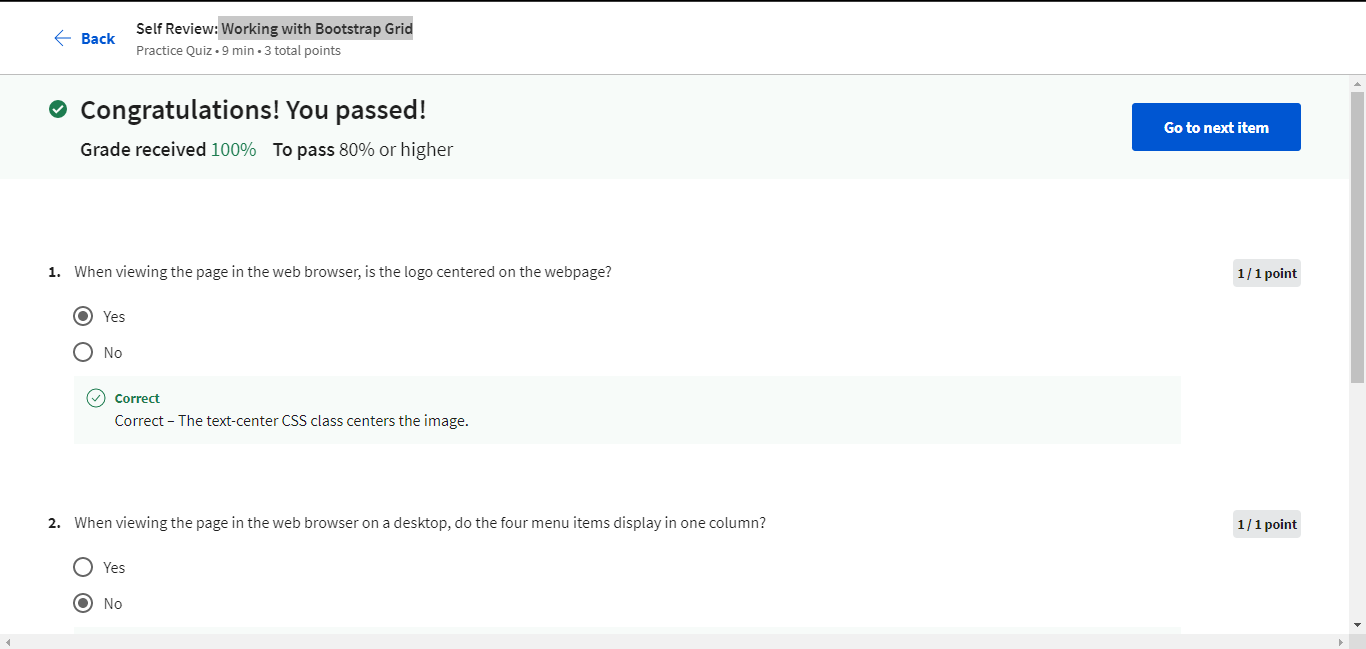 Back
Self Review: Working with Bootstrap Grid
Practice Quiz • 9 min • 3 total points
Congratulations! You passed!
Go to next item
Grade received 100% To pass 80% or higher
1. When viewing the page in the web browser, is the logo centered on the webpage?
1 / 1 point
Yes
No
Correct
Correct – The text-center CSS class centers the image.
2. When viewing the page in the web browser on a desktop, do the four menu items display in one column?
1 / 1 point
Yes
No